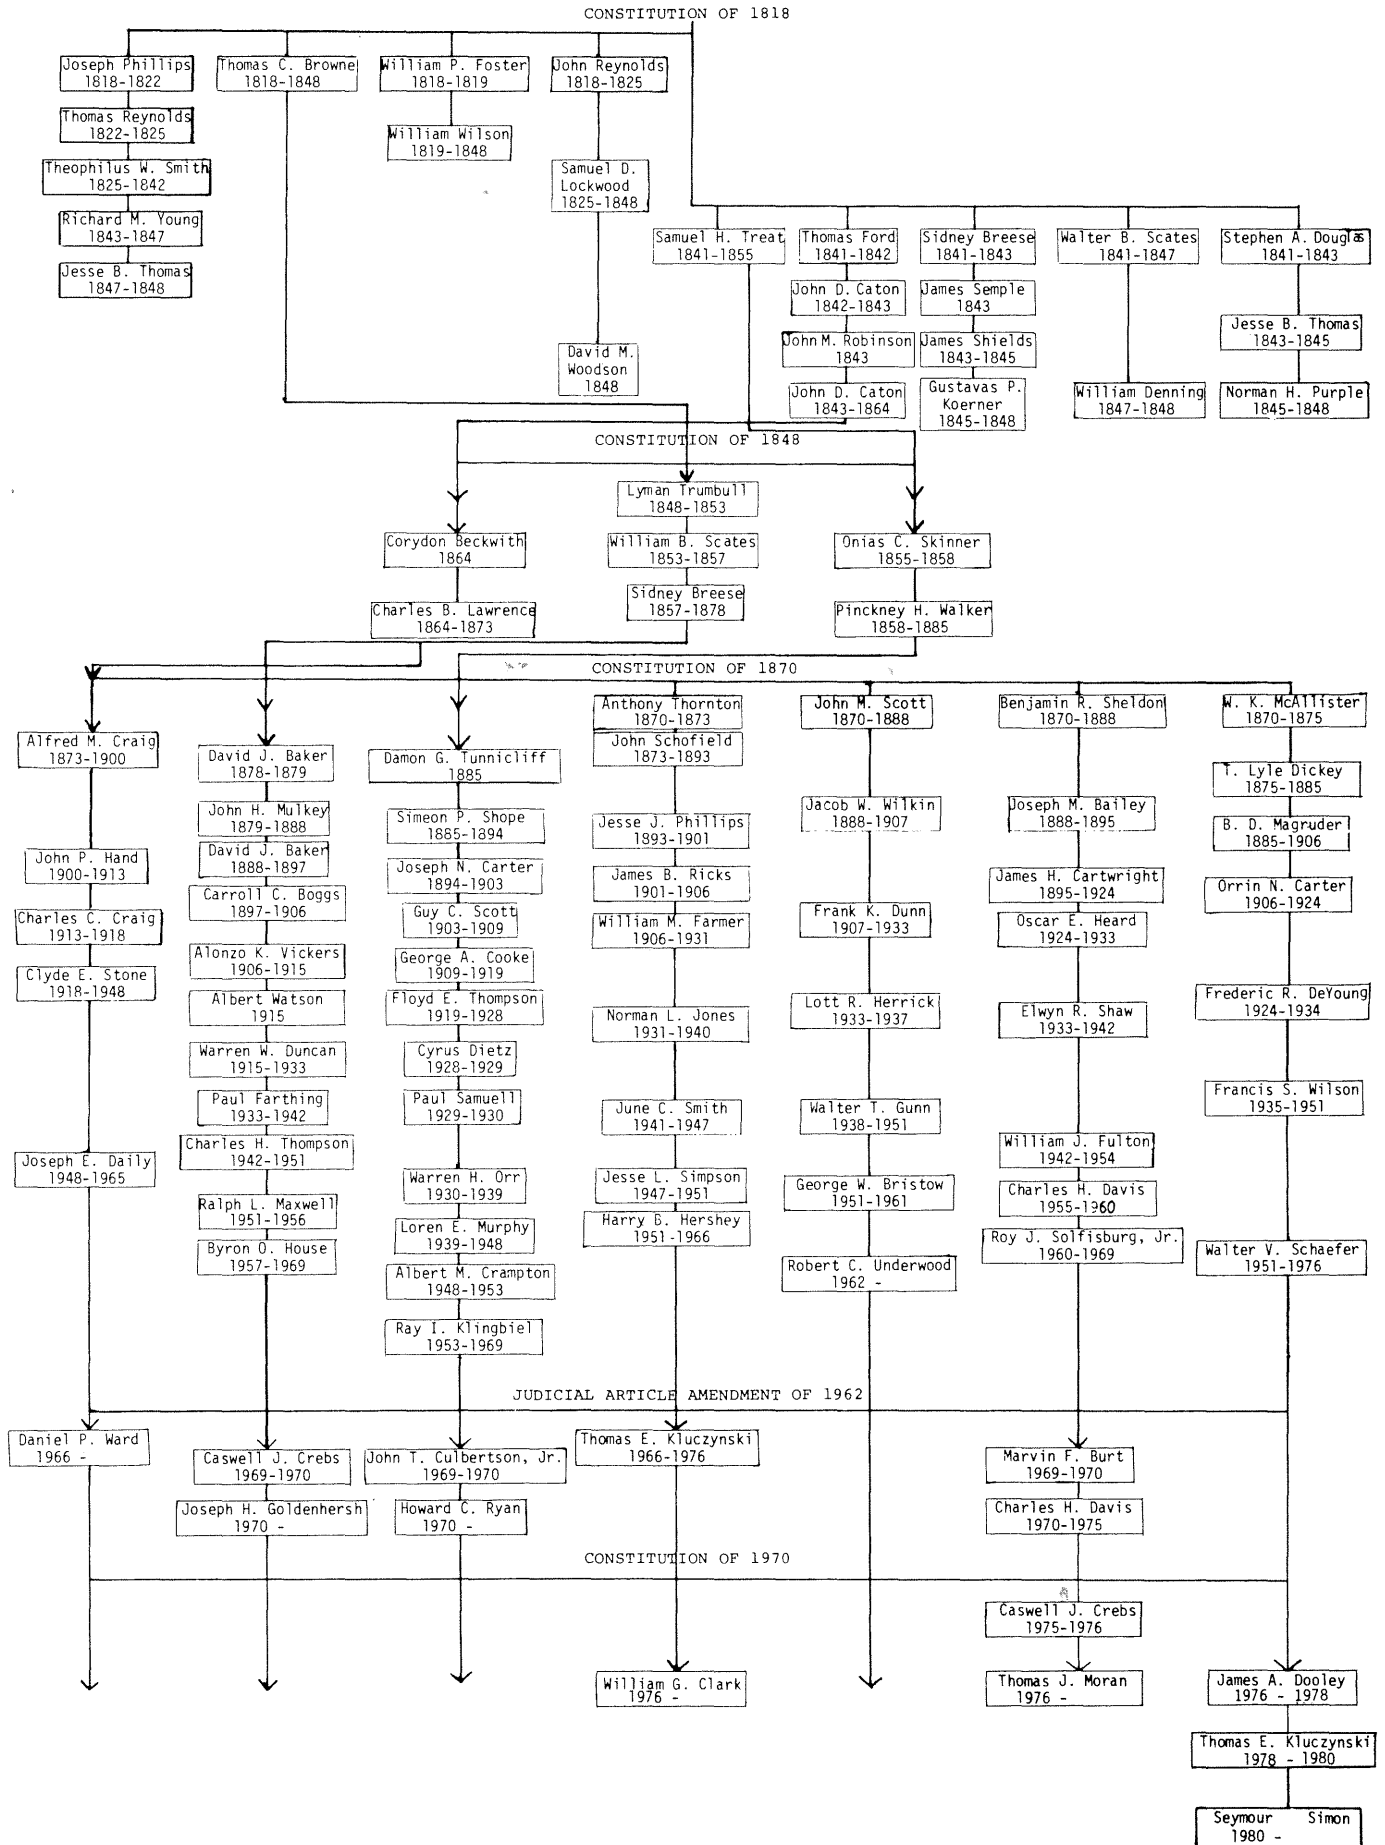 CONSTITUTION OF 1818
Joseph Phillips
1818-1822
Thomas C. Browne
1818-1848
William P. Foster
1818-1819
John Reynolds
1818-1825
Thomas Reynolds
1822-1825
William Wilson
1819-1848
Theophilus W. Smith
1825-1842
Samuel D.
Lockwood
1825-1848
Richard M. Young
1843-1847
Jesse B. Thomas
1847-1848
David M.
Woodson
1848
Samuel H. Treat
1841-1855
Thomas Ford
1841-1842
Sidney Breese
1841-1843
Walter B. Scates
1841-1847
Stephen A. Douglas
1841-1843
John D. Caton
1842-1843
James Semple
1843
Jesse B. Thomas
1843-1845
John M. Robinson
1843
James Shields
1843-1845
John D. Caton
1843-1864
Gustavas P.
Koerner
1845-1848
William Denning
1847-1848
Norman H. Purple
1845-1848
CONSTITUTION OF 1848
Lyman Trumbull
1848-1853
Corydon Beckwith
1864
William B. Scates
1853-1857
Onias C. Skinner
1855-1858
Charles B. Lawrence
1864-1873
Sidney Breese
1857-1878
Pinckney H. Walker
1858-1885
CONSTITUTION OF 1870
Alfred M. Craig
1873-1900
John P. Hand
1900-1913
Charles C. Craig
1913-1918
Clyde E. Stone
1918-1948
Joseph E. Daily
1948-1965
David J. Baker
1878-1879
John H. Mulkey
1879-1888
David J. Baker
1888-1897
Carroll C. Boggs
1897-1906
Alonzo K. Vickers
1906-1915
Albert Watson
1915
Warren W. Duncan
1915-1933
Paul Farthing
1933-1942
Charles H. Thompson
1942-1951
Ralph L. Maxwell
1951-1956
Byron O. House
1957-1969
Damon G. Tunnicliff
1885
Simeon P. Shope
1885-1894
Joseph N. Carter
1894-1903
Guy C. Scott
1903-1909
George A. Cooke
1909-1919
Floyd E. Thompson
1919-1928
Cyrus Dietz
1928-1929
Paul Samuell
1929-1930
Warren H. Orr
1930-1939
Loren E. Murphy
1939-1948
Albert M. Crampton
1948-1953
Ray I. Klingbiel
1953-1969
Anthony Thornton
1870-1873
John Schofield
1873-1893
Jesse J. Phillips
1893-1901
James B. Ricks
1901-1906
William M. Farmer
1906-1931
Norman L. Jones
1931-1940
June C. Smith
1941-1947
Jesse L. Simpson
1947-1951
Harry B. Hershey
1951-1966
John M. Scott
1870-1888
Jacob W. Wilkin
1888-1907
Frank K. Dunn
1907-1933
Lott R. Herrick
1933-1937
Walter T. Gunn
1938-1951
George W. Bristow
1951-1961
Robert C. Underwood
1962 -
Benjamin R. Sheldon
1870-1888
Joseph M. Bailey
1888-1895
James H. Cartwright
1895-1924
Oscar E. Heard
1924-1933
Elwyn R. Shaw
1933-1942
William J. Fulton
1942-1954
Charles H. Davis
1955-1960
Roy J. Solfisburg, Jr.
1960-1969
W. K. McAllister
1870-1875
T. Lyle Dickey
1875-1885
B. D. Magruder
1885-1906
Orrin N. Carter
1906-1924
Frederic R. DeYoung
1924-1934
Francis S. Wilson
1935-1951
Walter V. Schaefer
1951-1976
JUDICIAL ARTICLE AMENDMENT OF 1962
Daniel P. Ward
1966 -
Caswell J. Crebs
1969-1970
John T. Culbertson, Jr.
1969-1970
Thomas E. Kluczynski
1966-1976
Marvin F. Burt
1969-1970
Joseph H. Goldenhersh
1970 -
Howard C. Ryan
1970 -
Charles H. Davis
1970-1975
CONSTITUTION OF 1970
Caswell J. Crebs
1975-1976
William G. Clark
1976 -
Thomas J. Moran
1976 -
James A. Dooley
1976 - 1978
Thomas E. Kluczynski
1978 - 1980
Seymour Simon
1980 -